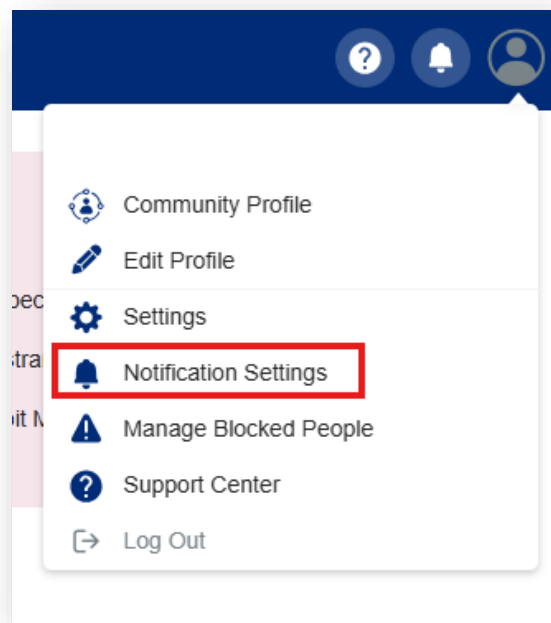 Community Profile
Edit Profile
Settings
Notification Settings
Manage Blocked People
Support Center
Log Out